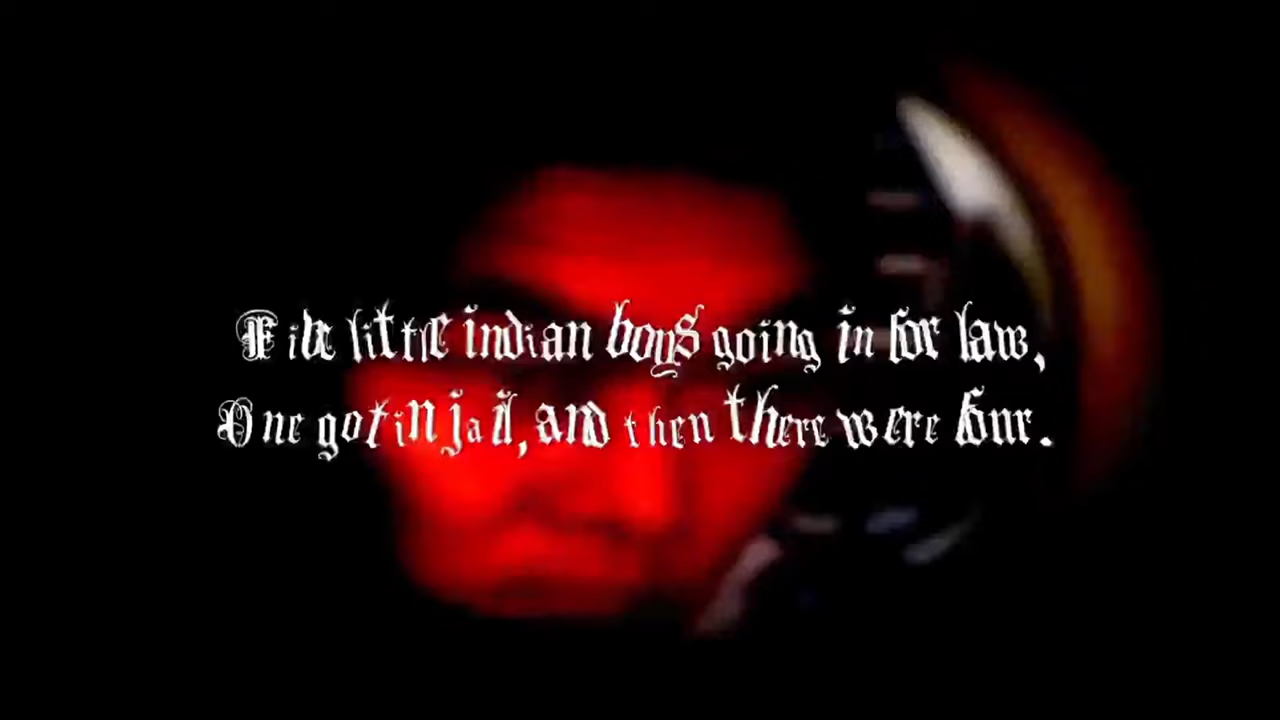 Five little indian boys going in for law,
One got in jail, and then there were four.